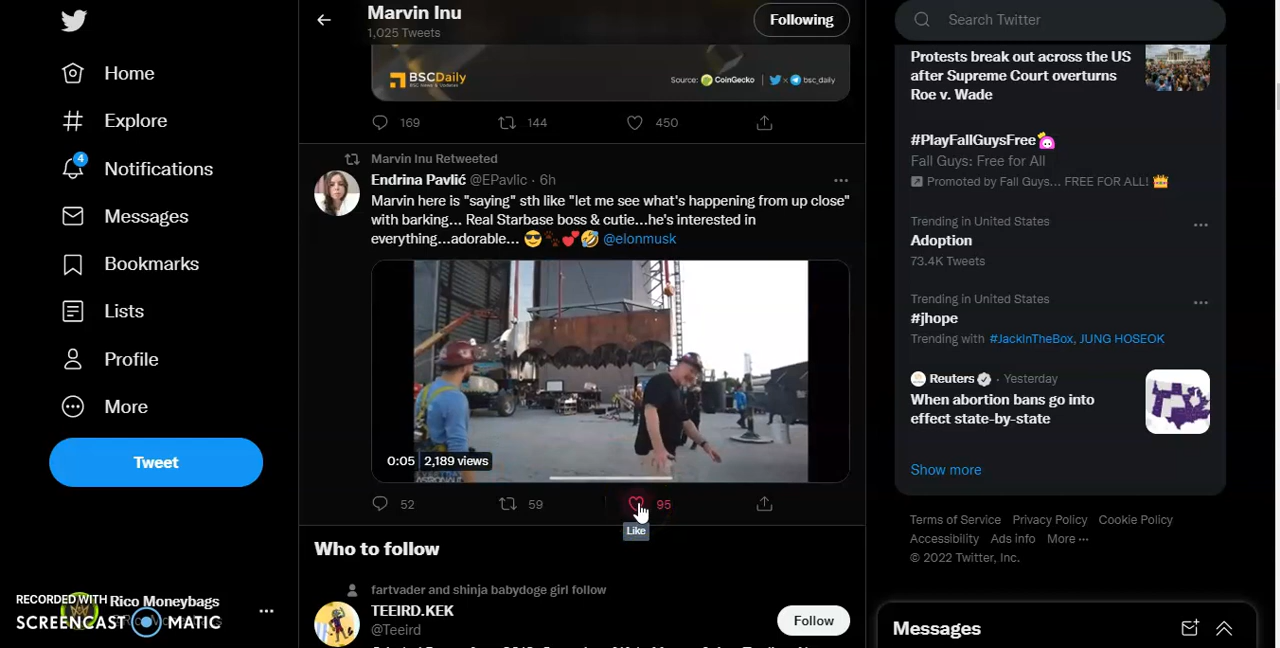 Marvin Inu
1,025 Tweets
Following
Search Twitter
Home
Explore
4
Notifications
Messages
Bookmarks
Lists
Profile
More
Tweet
RECORDED WITH
SCREENCAST MATIC
Rico Moneybags
BSCDaily
BSC News & Updates
Source: CoinGecko | bsc_daily
169 144 450
Marvin Inu Retweeted
Endrina Pavlić @EPavlic · 6h
Marvin here is "saying" sth like "let me see what's happening from up close"
with barking... Real Starbase boss & cutie...he's interested in
everything...adorable... 😎🐾💕🤣 @elonmusk
0:05 2,189 views
52 59 95
Like
Who to follow
fartvader and shinja babydoge girl follow
TEEIRD.KEK
@Teeird
Follow
Protests break out across the US
after Supreme Court overturns
Roe v. Wade
#PlayFallGuysFree
Fall Guys: Free for All
Promoted by Fall Guys... FREE FOR ALL! 👑
Trending in United States
Adoption
73.4K Tweets
Trending in United States
#jhope
Trending with #JackInTheBox, JUNG HOSEOK
Reuters · Yesterday
When abortion bans go into
effect state-by-state
Show more
Terms of Service Privacy Policy Cookie Policy
Accessibility Ads info More ···
© 2022 Twitter, Inc.
Messages